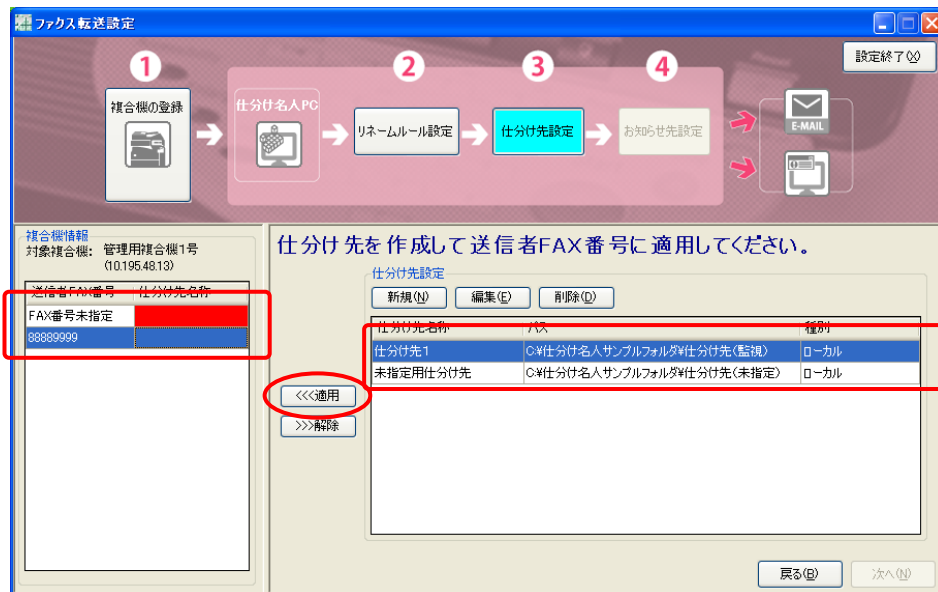 ファクス転送設定
設定終了(X)
1
2
3
4
複合機の登録
仕分け名人PC
リネームルール設定
仕分け先設定
お知らせ先設定
E-MAIL
複合機情報
対象複合機: 管理用複合機1号
(10.195.48.13)
送信者FAX番号 仕分け先名称
FAX番号未指定
88889999
仕分け先を作成して送信者FAX番号に適用してください。
仕分け先設定
新規(N) 編集(E) 削除(D)
仕分け先名称 パス 種別
仕分け先1 C:¥仕分け名人サンプルフォルダ¥仕分け先(監視) ローカル
未指定用仕分け先 C:¥仕分け名人サンプルフォルダ¥仕分け先(未指定) ローカル
<<<適用
>>>解除
戻る(B) 次へ(N)